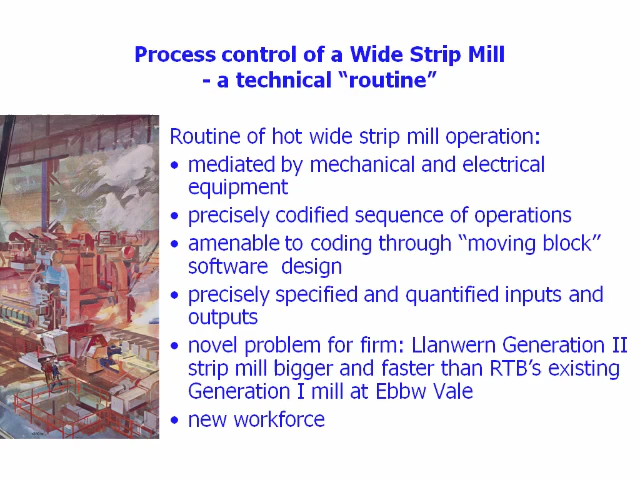 Process control of a Wide Strip Mill
- a technical “routine”
Routine of hot wide strip mill operation:
• mediated by mechanical and electrical
equipment
• precisely codified sequence of operations
• amenable to coding through “moving block”
software design
• precisely specified and quantified inputs and
outputs
• novel problem for firm: Llanwern Generation II
strip mill bigger and faster than RTB’s existing
Generation I mill at Ebbw Vale
• new workforce